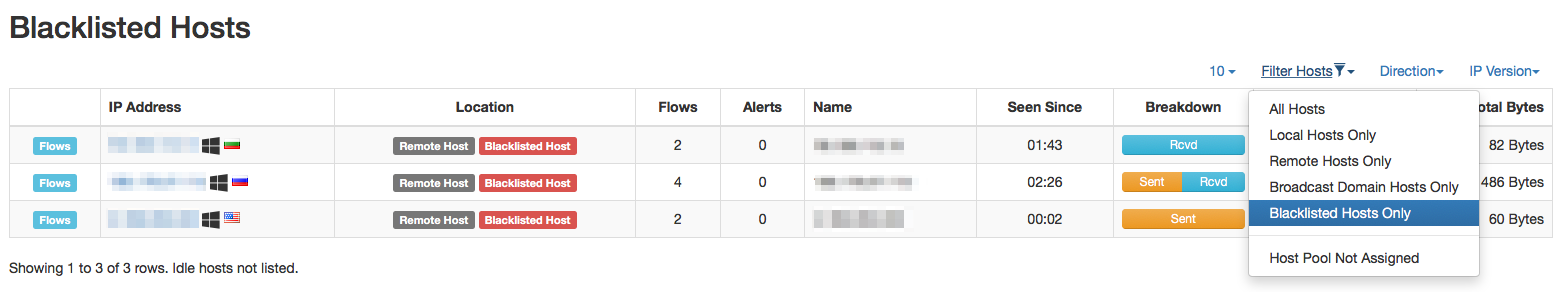 Blacklisted Hosts
10 Filter Hosts Direction IP Version
IP Address Location Flows Alerts Name Seen Since Breakdown otal Bytes
Flows Remote Host Blacklisted Host 2 0 01:43 Rcvd 82 Bytes
Flows Remote Host Blacklisted Host 4 0 02:26 Sent Rcvd 486 Bytes
Flows Remote Host Blacklisted Host 2 0 00:02 Sent 60 Bytes
All Hosts
Local Hosts Only
Remote Hosts Only
Broadcast Domain Hosts Only
Blacklisted Hosts Only
Host Pool Not Assigned
Showing 1 to 3 of 3 rows. Idle hosts not listed.